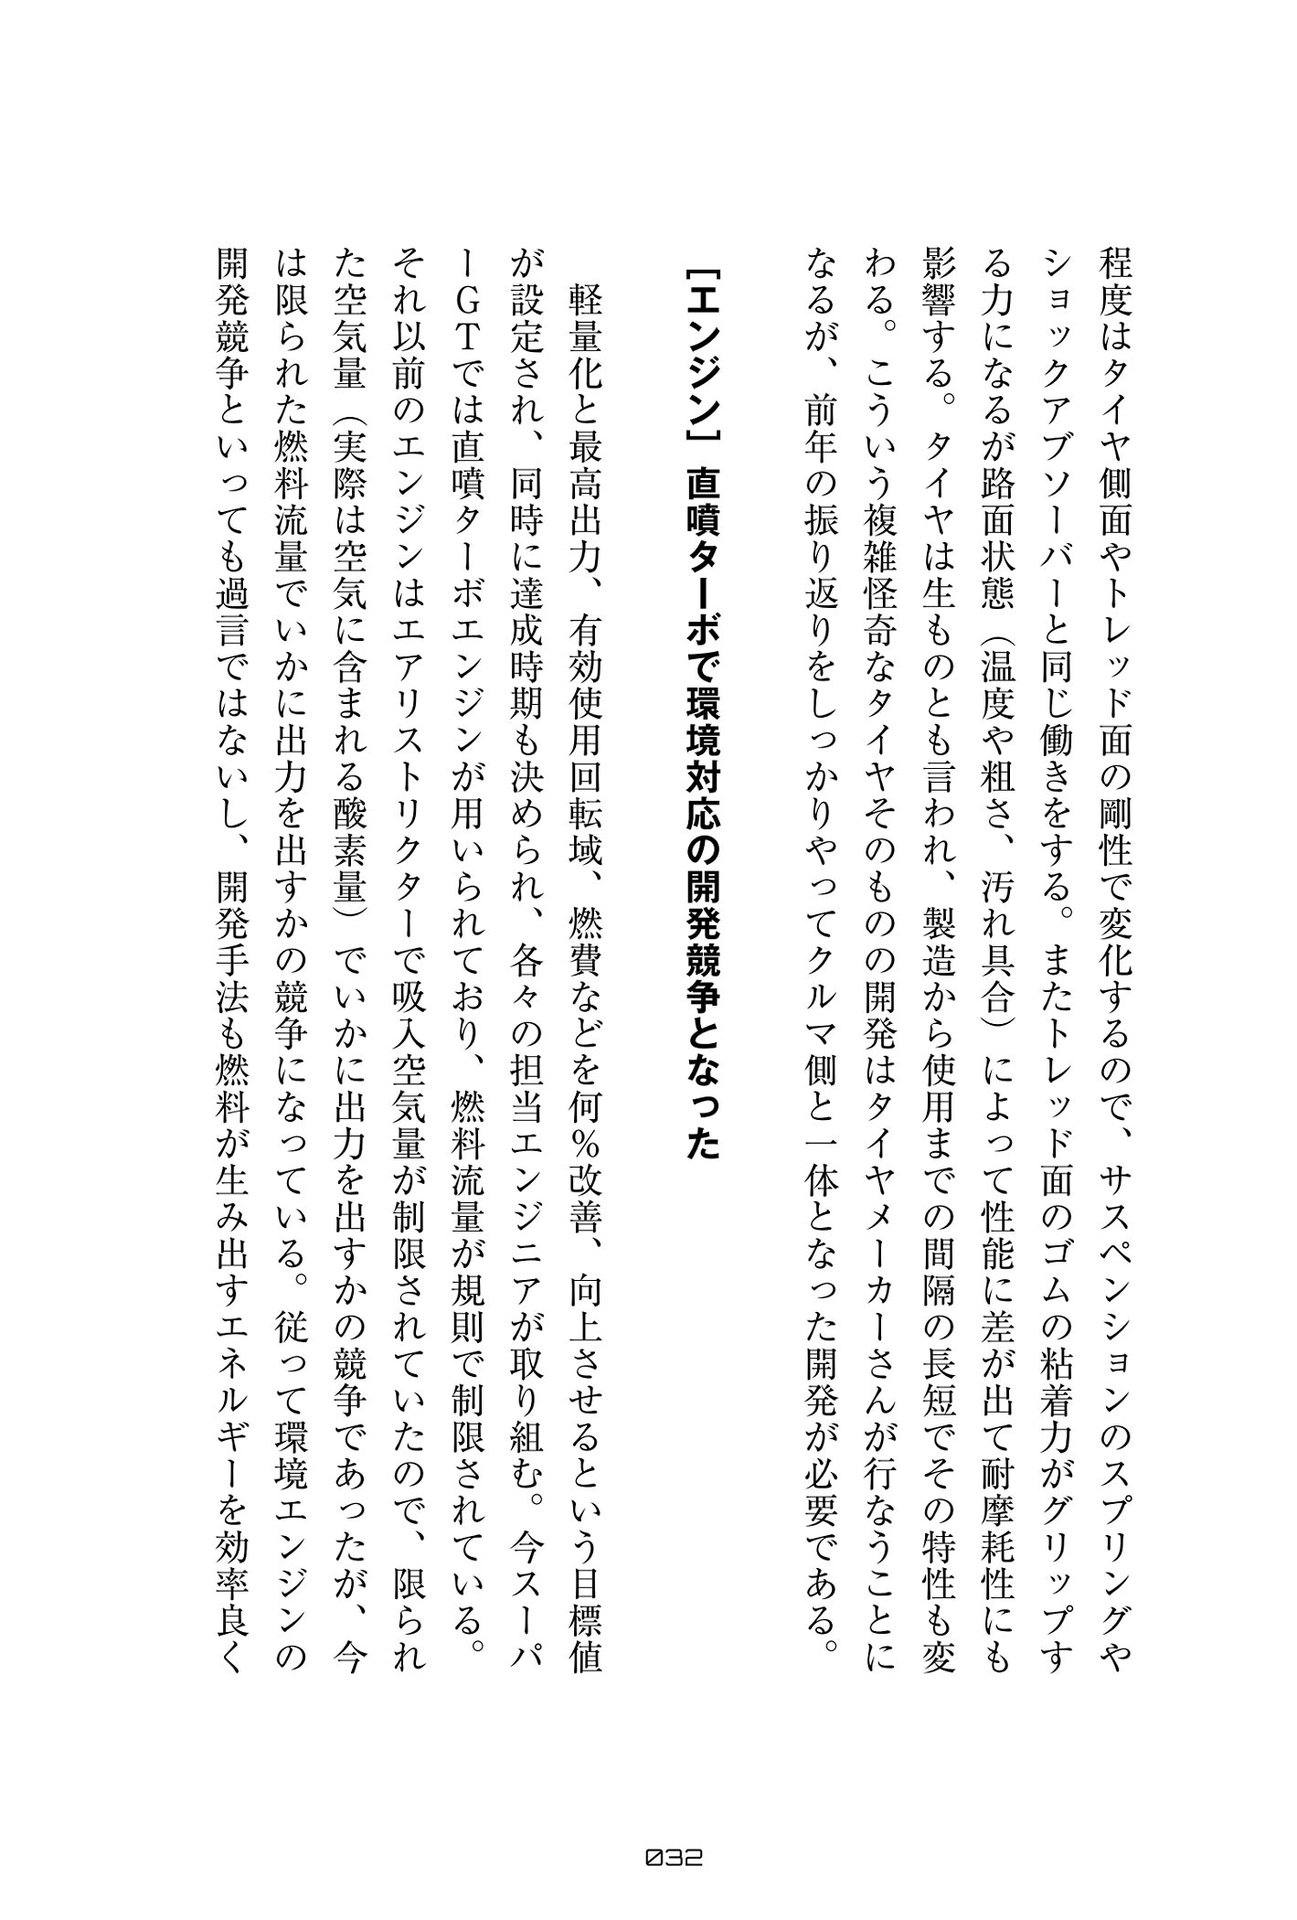 程度はタイヤ側面やトレッド面の剛性で変化するので、サスペンションのスプリングや
ショックアブソーバーと同じ働きをする。またトレッド面のゴムの粘着力がグリップす
る力になるが路面状態（温度や粗さ、汚れ具合）によって性能に差が出て耐摩耗性にも
影響する。タイヤは生ものとも言われ、製造から使用までの間隔の長短でその特性も変
わる。こういう複雑怪奇なタイヤそのものの開発はタイヤメーカーさんが行なうことに
なるが、前年の振り返りをしっかりやってクルマ側と一体となった開発が必要である。
［エンジン］直噴ターボで環境対応の開発競争となった
　軽量化と最高出力、有効使用回転域、燃費などを何％改善、向上させるという目標値
が設定され、同時に達成時期も決められ、各々の担当エンジニアが取り組む。今スーパ
ーＧＴでは直噴ターボエンジンが用いられており、燃料流量が規則で制限されている。
それ以前のエンジンはエアリストリクターで吸入空気量が制限されていたので、限られ
た空気量（実際は空気に含まれる酸素量）でいかに出力を出すかの競争であったが、今
は限られた燃料流量でいかに出力を出すかの競争になっている。従って環境エンジンの
開発競争といっても過言ではないし、開発手法も燃料が生み出すエネルギーを効率良く
032